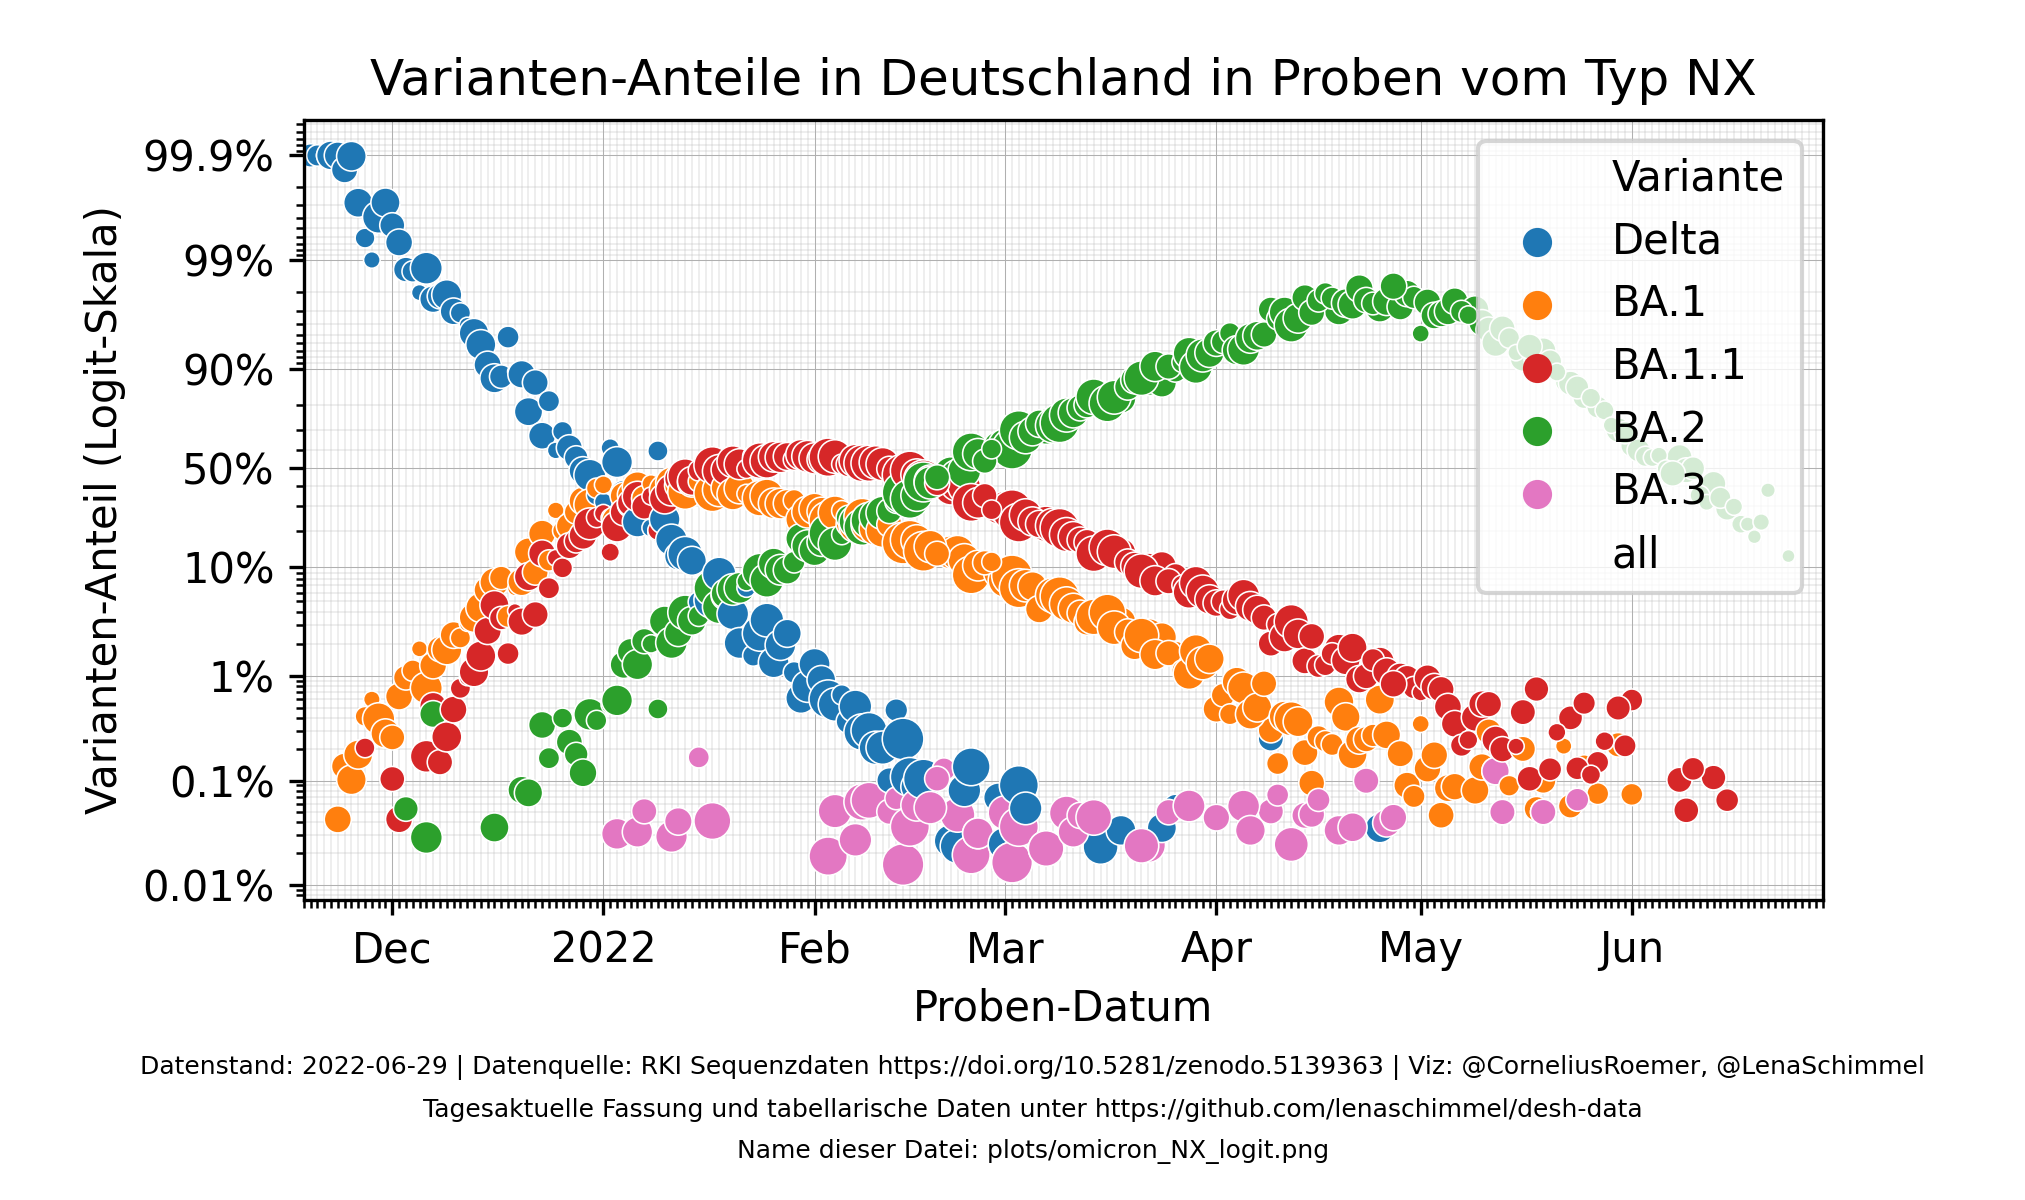 Varianten-Anteile in Deutschland in Proben vom Typ NX
Varianten-Anteil (Logit-Skala)
99.9%
99%
90%
50%
10%
1%
0.1%
0.01%
Variante
Delta
BA.1
BA.1.1
BA.2
BA.3
all
Dec
2022
Feb
Mar
Apr
May
Jun
Proben-Datum
Datenstand: 2022-06-29 | Datenquelle: RKI Sequenzdaten https://doi.org/10.5281/zenodo.5139363 | Viz: @CorneliusRoemer, @LenaSchimmel
Tagesaktuelle Fassung und tabellarische Daten unter https://github.com/lenaschimmel/desh-data
Name dieser Datei: plots/omicron_NX_logit.png